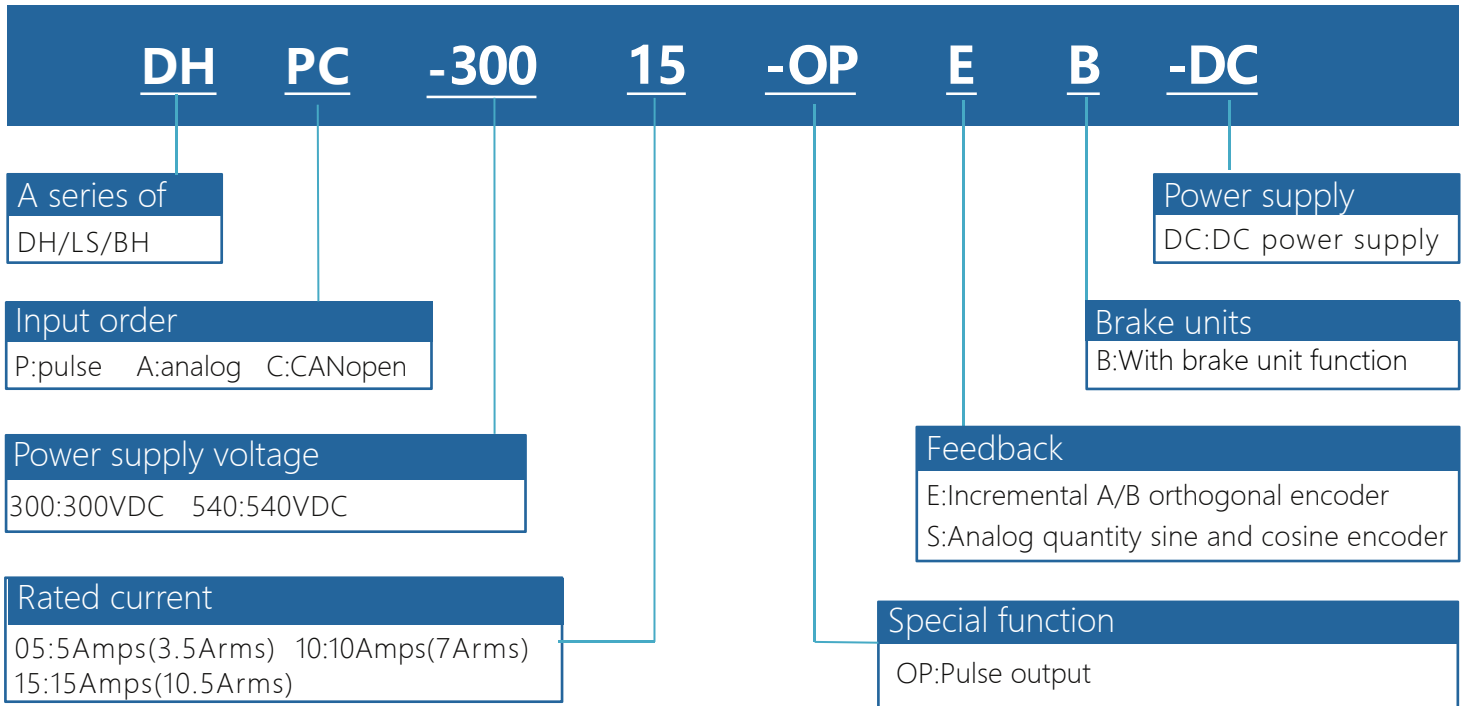 DH PC -300 15 -OP E B -DC
A series of
DH/LS/BH
Power supply
DC:DC power supply
Input order
P:pulse A:analog C:CANopen
Brake units
B:With brake unit function
Power supply voltage
300:300VDC 540:540VDC
Feedback
E:Incremental A/B orthogonal encoder
S:Analog quantity sine and cosine encoder
Rated current
05:5Amps(3.5Arms) 10:10Amps(7Arms)
15:15Amps(10.5Arms)
Special function
OP:Pulse output